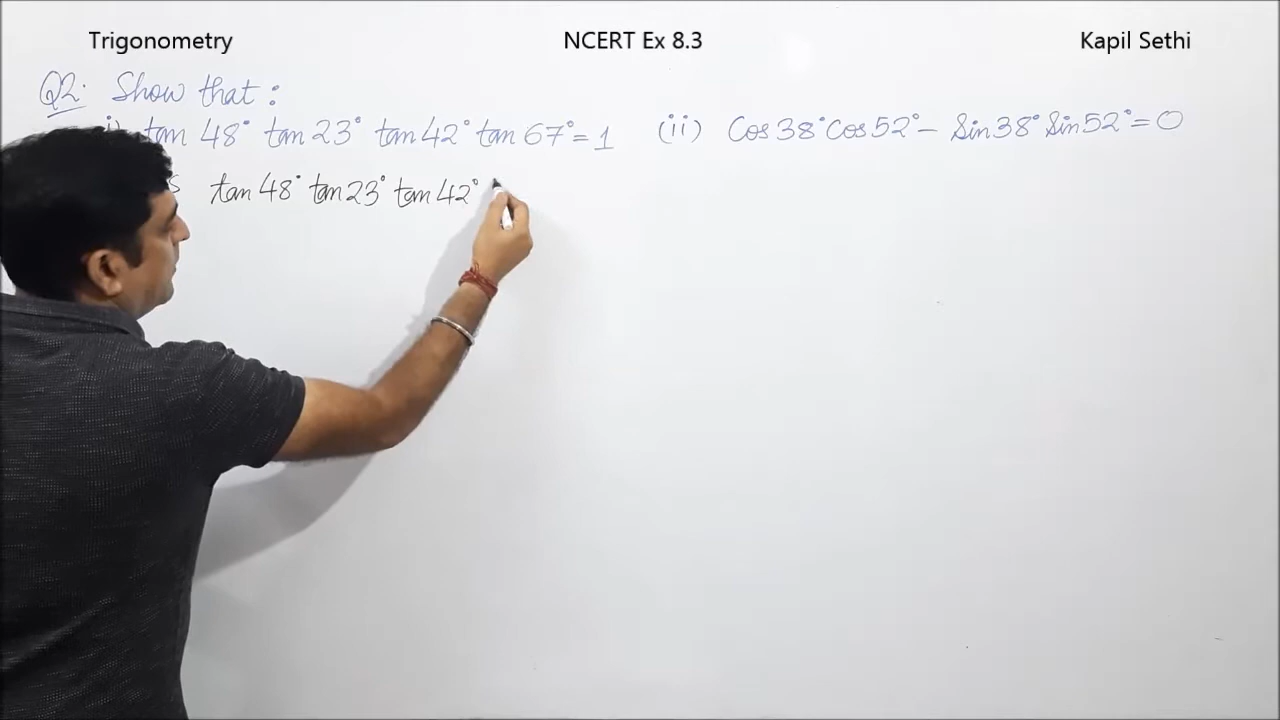 Trigonometry NCERT Ex 8.3 Kapil Sethi
Q2. Show that :
i) tan 48° tan 23° tan 42° tan 67° = 1 (ii) Cos 38° Cos 52° - Sin 38° Sin 52° = 0
S tan 48° tan 23° tan 42°